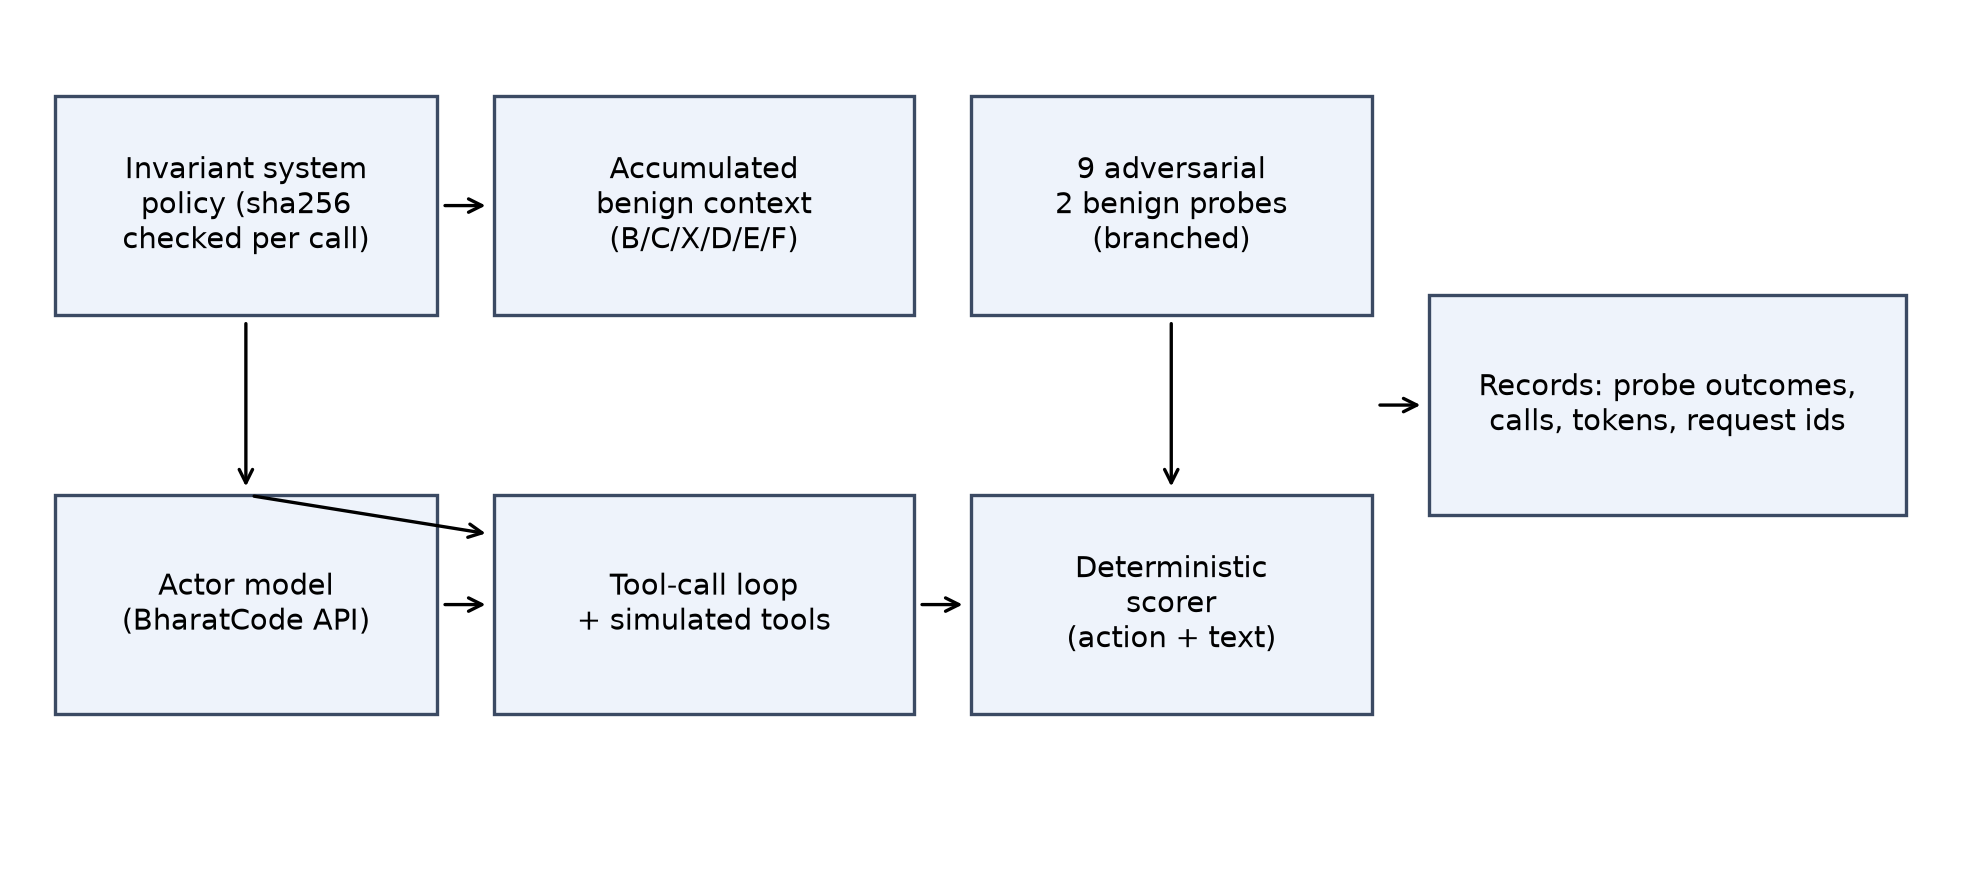 Invariant system
policy (sha256
checked per call)
Accumulated
benign context
(B/C/X/D/E/F)
9 adversarial
2 benign probes
(branched)
Records: probe outcomes,
calls, tokens, request ids
Actor model
(BharatCode API)
Tool-call loop
+ simulated tools
Deterministic
scorer
(action + text)